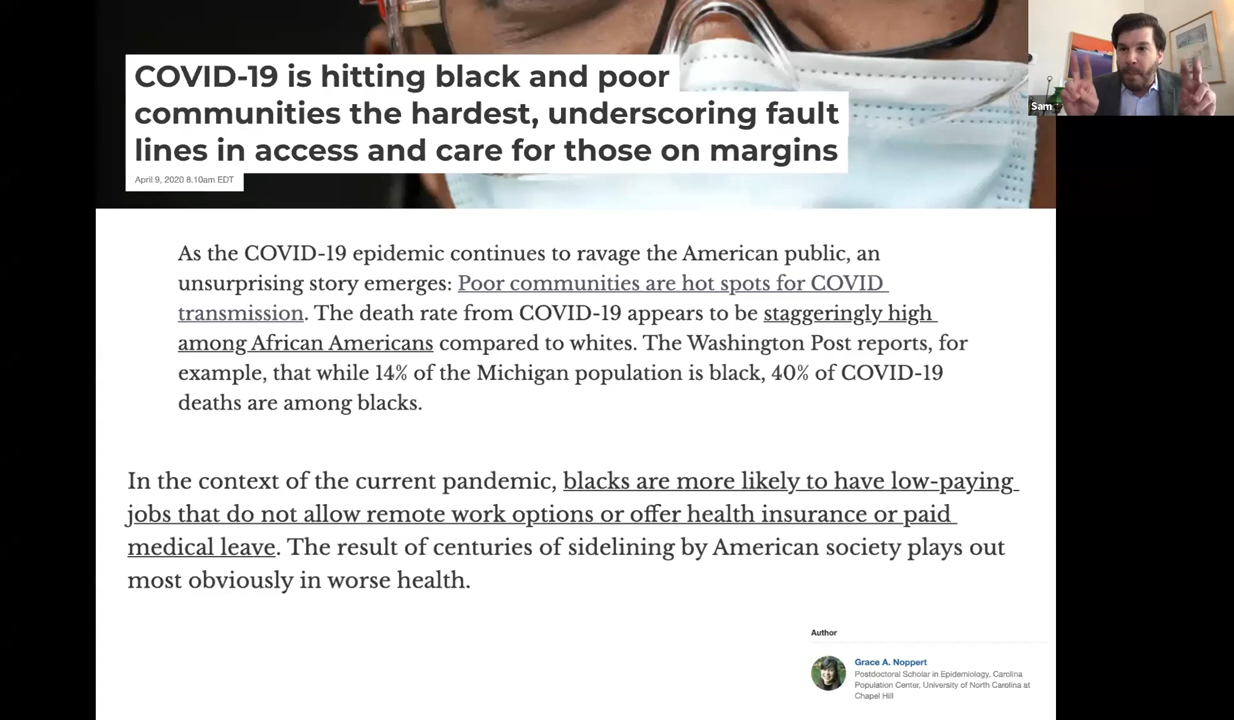 COVID-19 is hitting black and poor
communities the hardest, underscoring fault
lines in access and care for those on margins
April 9, 2020 8.10am EDT
Sam
As the COVID-19 epidemic continues to ravage the American public, an
unsurprising story emerges: Poor communities are hot spots for COVID
transmission. The death rate from COVID-19 appears to be staggeringly high
among African Americans compared to whites. The Washington Post reports, for
example, that while 14% of the Michigan population is black, 40% of COVID-19
deaths are among blacks.
In the context of the current pandemic, blacks are more likely to have low-paying
jobs that do not allow remote work options or offer health insurance or paid
medical leave. The result of centuries of sidelining by American society plays out
most obviously in worse health.
Author
Grace A. Noppert
Postdoctoral Scholar in Epidemiology, Carolina
Population Center, University of North Carolina at
Chapel Hill